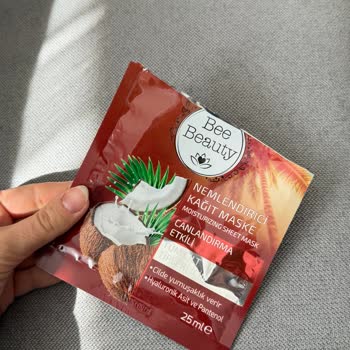 Bee
Beauty
NEMLENDİRİCİ
KAĞIT MASKE
MOISTURIZING SHEET MASK
CANLANDIRMA
ETKİLİ
• Cilde yumuşaklık verir.
• Hyaluronik Asit ve Pantenol
25 ml e